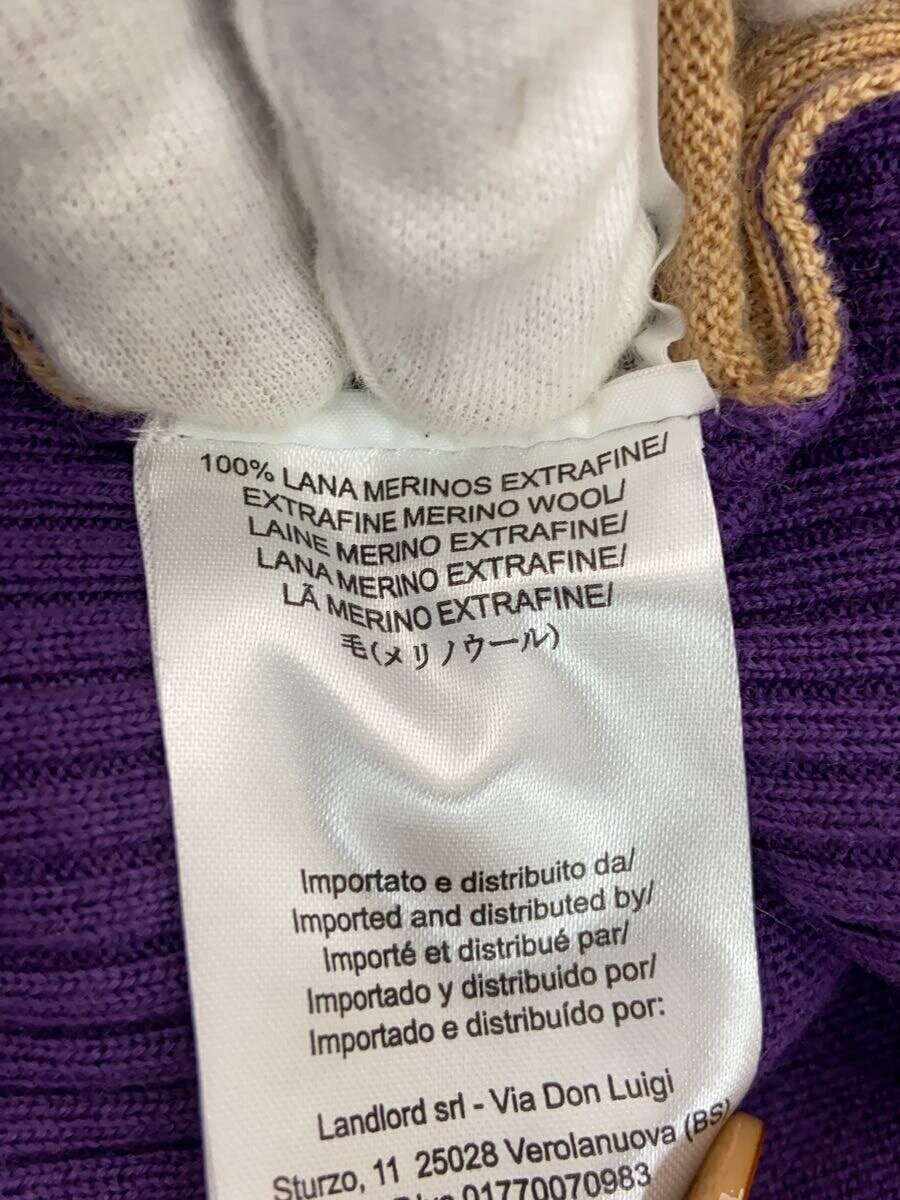 100% LANA MERINOS EXTRAFINE/
EXTRAFINE MERINO WOOL/
LAINE MERINO EXTRAFINE/
LANA MERINO EXTRAFINE/
LÃ MERINO EXTRAFINE/
毛(メリノウール)
Importato e distribuito da/
Imported and distributed by/
Importé et distribué par/
Importado y distribuido por/
Importado e distribuído por:
Landlord srl - Via Don Luigi
Sturzo, 11 25028 Verolanuova (BS)
01770070983